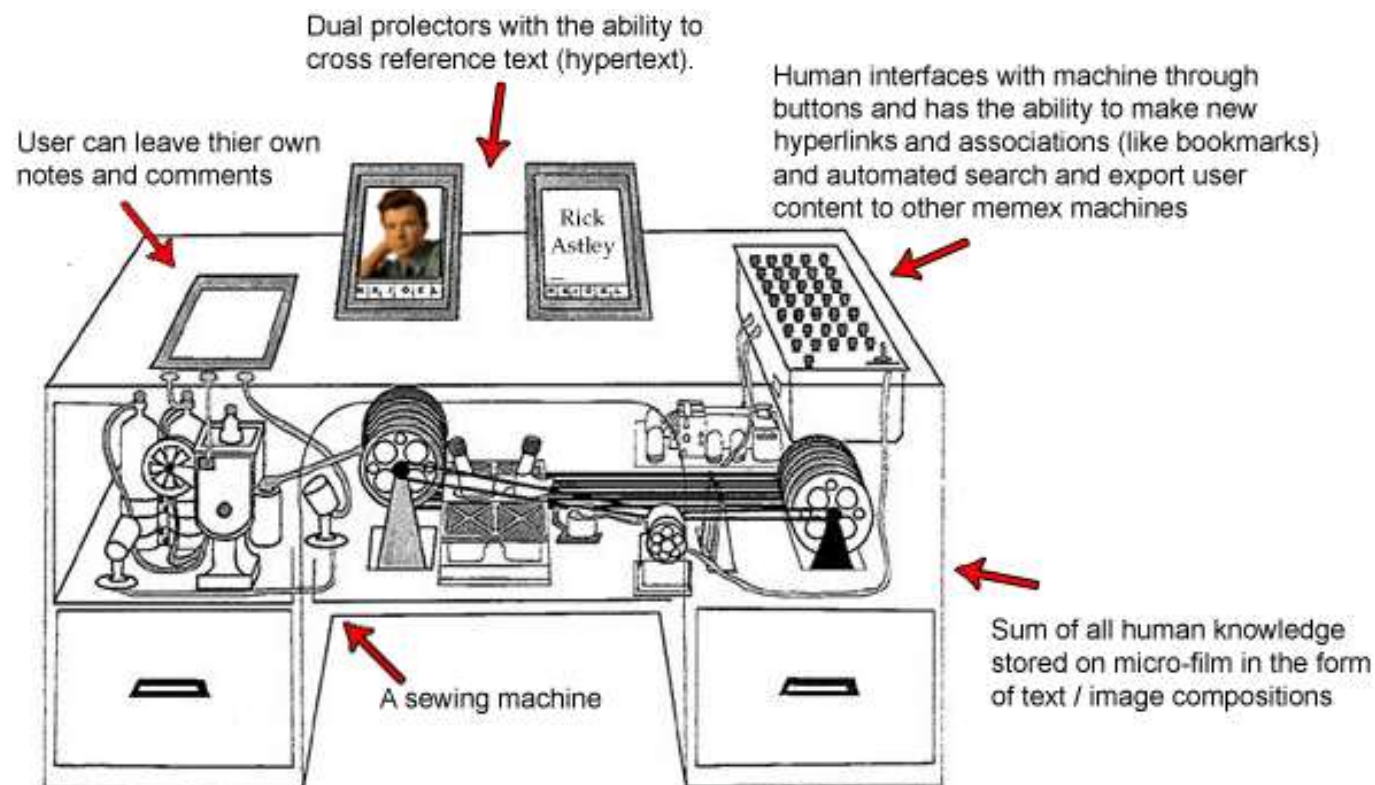 Dual prolectors with the ability to
cross reference text (hypertext).
Human interfaces with machine through
buttons and has the ability to make new
hyperlinks and associations (like bookmarks)
and automated search and export user
content to other memex machines
User can leave thier own
notes and comments
Rick
Astley
A sewing machine
Sum of all human knowledge
stored on micro-film in the form
of text / image compositions